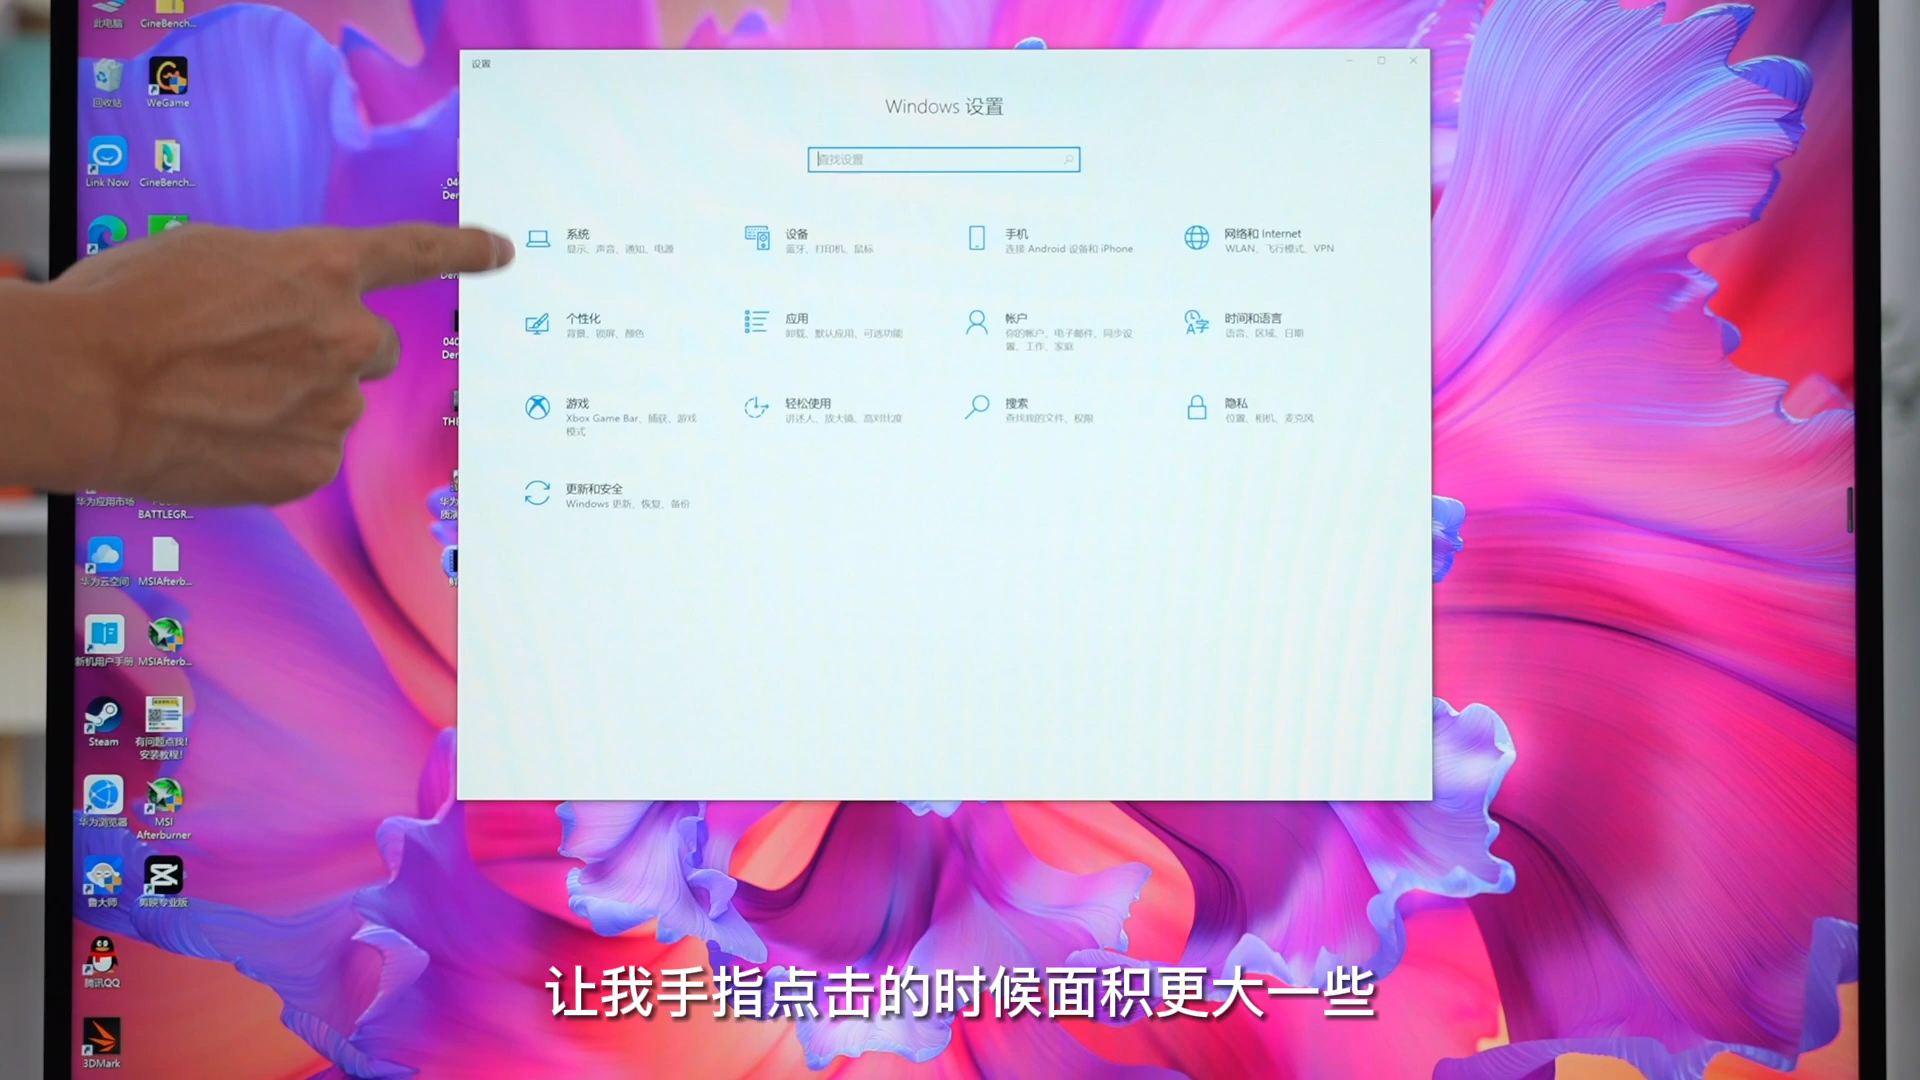 此电脑
CineBench...
回收站
WeGame
Link Now
CineBench...
华为应用市场
BATTLEGR...
华为云空间
MSIAfterb...
新机用户手册
MSIAfterb...
Steam
有问题点我!
安装教程!
华为浏览器
MSI
Afterburner
鲁大师
剪映专业版
腾讯QQ
3DMark
设置
Windows 设置
查找设置
系统
显示、声音、通知、电源
设备
蓝牙、打印机、鼠标
手机
连接 Android 设备和 iPhone
网络和 Internet
WLAN、飞行模式、VPN
个性化
背景、锁屏、颜色
应用
卸载、默认应用、可选功能
帐户
你的帐户、电子邮件、同步设
置、工作、家庭
时间和语言
语言、区域、日期
游戏
Xbox Game Bar、捕获、游戏
模式
轻松使用
讲述人、放大镜、高对比度
搜索
查找我的文件、权限
隐私
位置、相机、麦克风
更新和安全
Windows 更新、恢复、备份
让我手指点击的时候面积更大一些